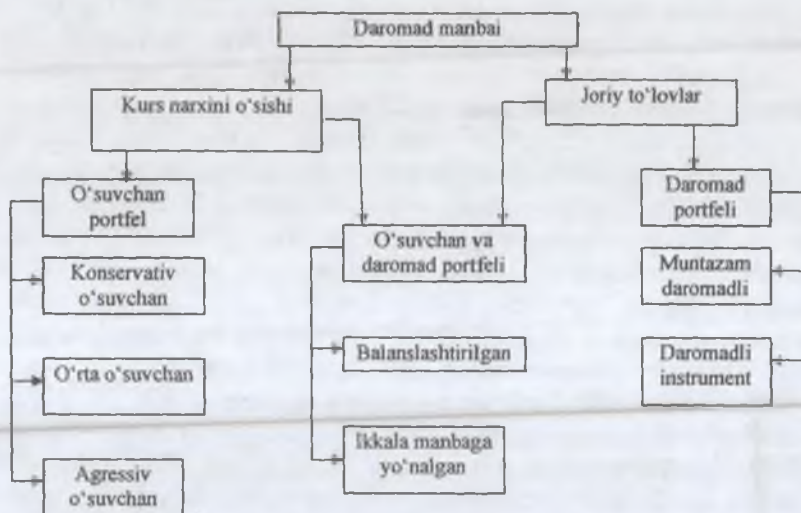 Daromad manbai
Kurs narxini o‘sishi
Joriy to‘lovlar
O‘suvchan
portfel
Daromad
portfeli
O‘suvchan va
daromad portfeli
Konservativ
o‘suvchan
Muntazam
daromadli
O‘rta o‘suvchan
Balanslashtirilgan
Daromadli
instrument
Agressiv
o‘suvchan
Ikkala manbaga
yo‘nalgan